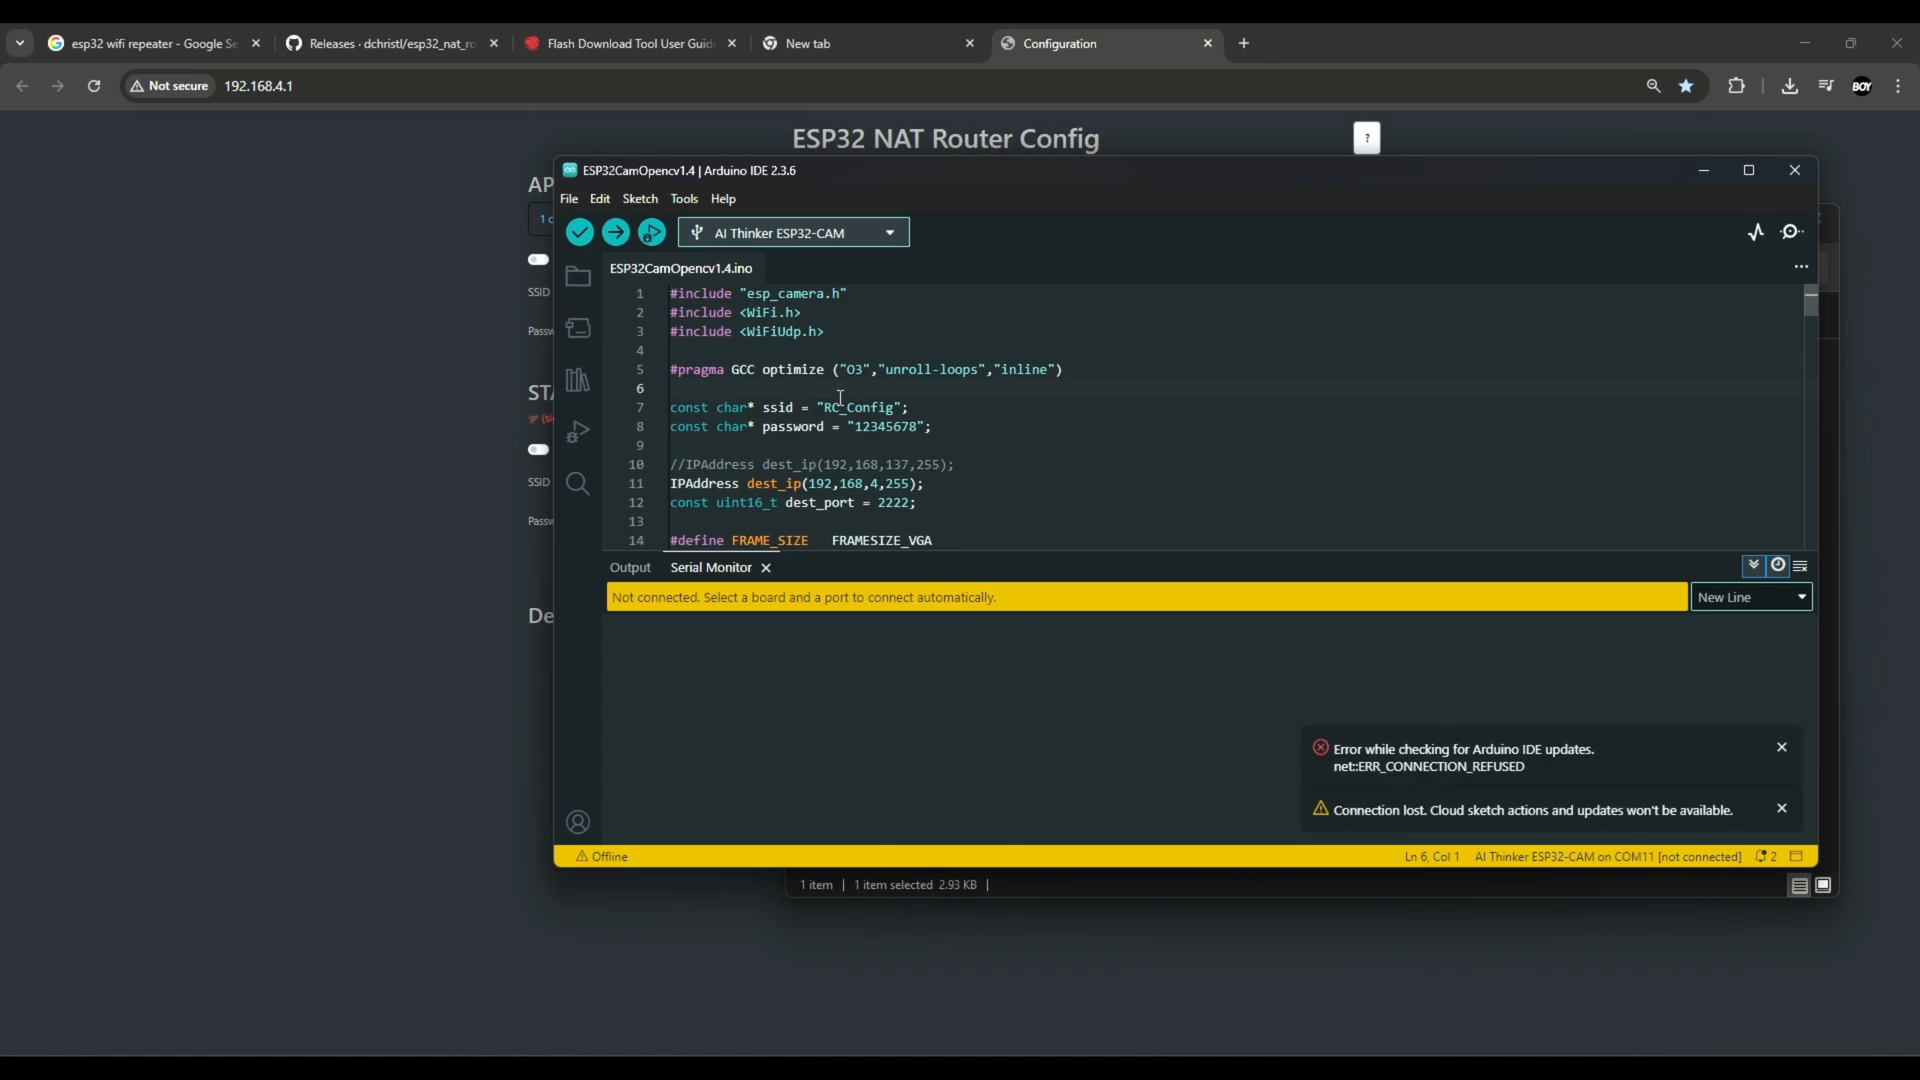 esp32 wifi repeater - Google Se
Releases · dchristl/esp32_nat_ro
Flash Download Tool User Guid
New tab
Configuration
Not secure
192.168.4.1
BOY
ESP32 NAT Router Config
?
AP
1 c
SSID
Passw
STA
(si
SSID
Passw
De
ESP32CamOpencv1.4 | Arduino IDE 2.3.6
File Edit Sketch Tools Help
AI Thinker ESP32-CAM
ESP32CamOpencv1.4.ino
1 #include "esp_camera.h"
2 #include <WiFi.h>
3 #include <WiFiUdp.h>
4
5 #pragma GCC optimize ("O3","unroll-loops","inline")
6
7 const char* ssid = "RC_Config";
8 const char* password = "12345678";
9
10 //IPAddress dest_ip(192,168,137,255);
11 IPAddress dest_ip(192,168,4,255);
12 const uint16_t dest_port = 2222;
13
14 #define FRAME_SIZE FRAMESIZE_VGA
Output Serial Monitor
Not connected. Select a board and a port to connect automatically.
New Line
Error while checking for Arduino IDE updates.
net::ERR_CONNECTION_REFUSED
Connection lost. Cloud sketch actions and updates won't be available.
Offline
Ln 6, Col 1 AI Thinker ESP32-CAM on COM11 [not connected] 2
1 item | 1 item selected 2.93 KB |